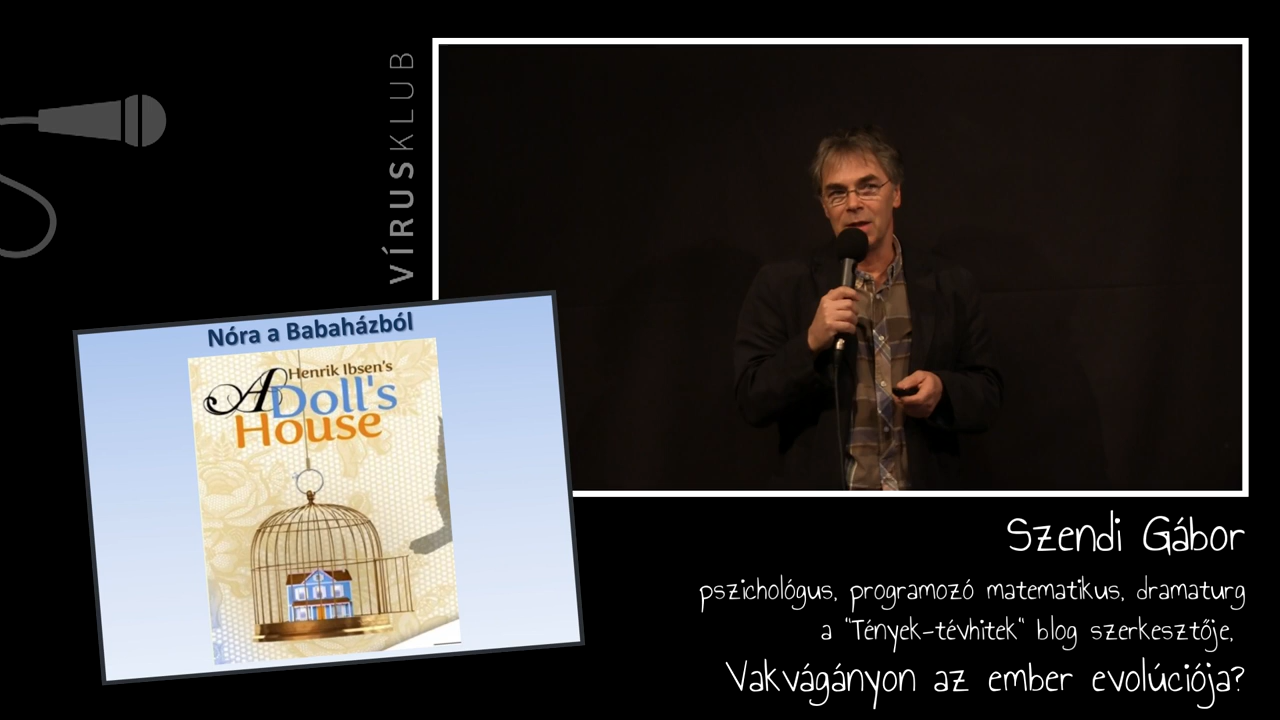 VÍRUSKLUB
Nóra a Babaházból
Henrik Ibsen's
A Doll's
House
Szendi Gábor
pszichológus, programozó matematikus, dramaturg
a "Tények-tévhitek" blog szerkesztője,
Vakvágányon az ember evolúciója?